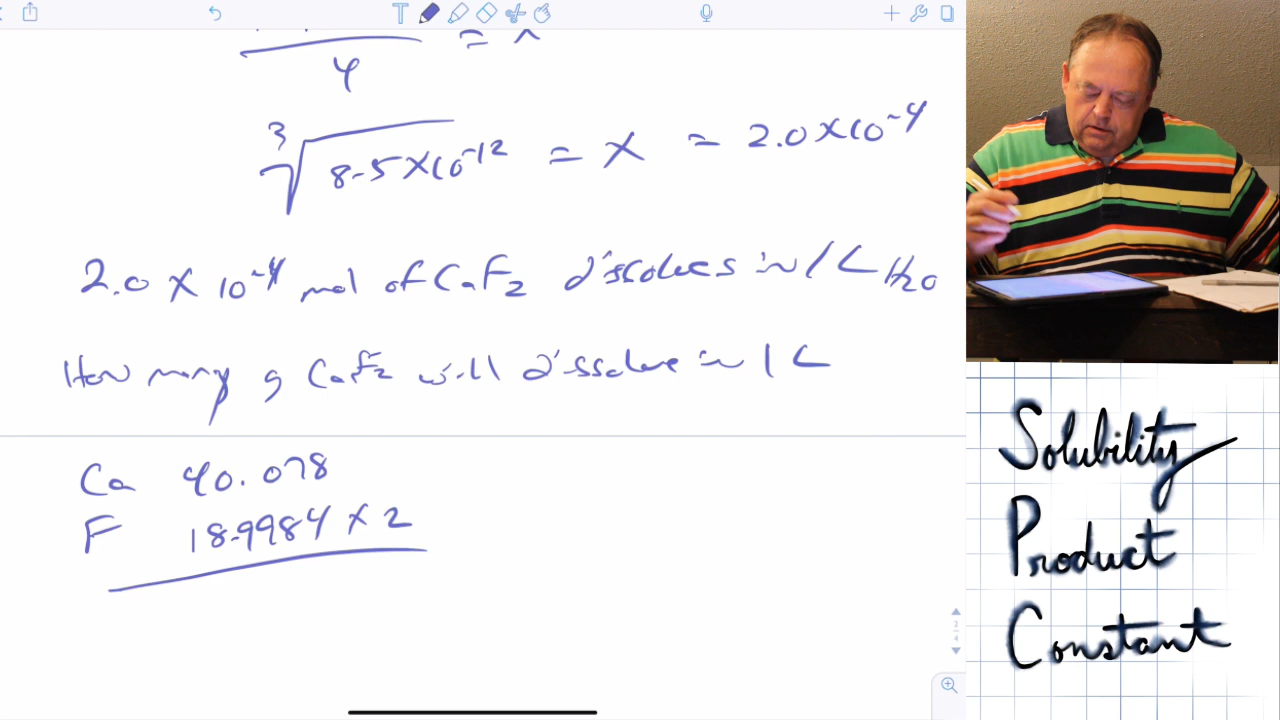 4 = x
3√8.5 X 10^-12 = X = 2.0 X 10^-4
2.0 X 10^-4 mol of CaF2 dissolves in 1 L H2O
How many g CaF2 will dissolve in 1 L
Ca 40.078
F 18.9984 X 2
Solubility
Product
Constant